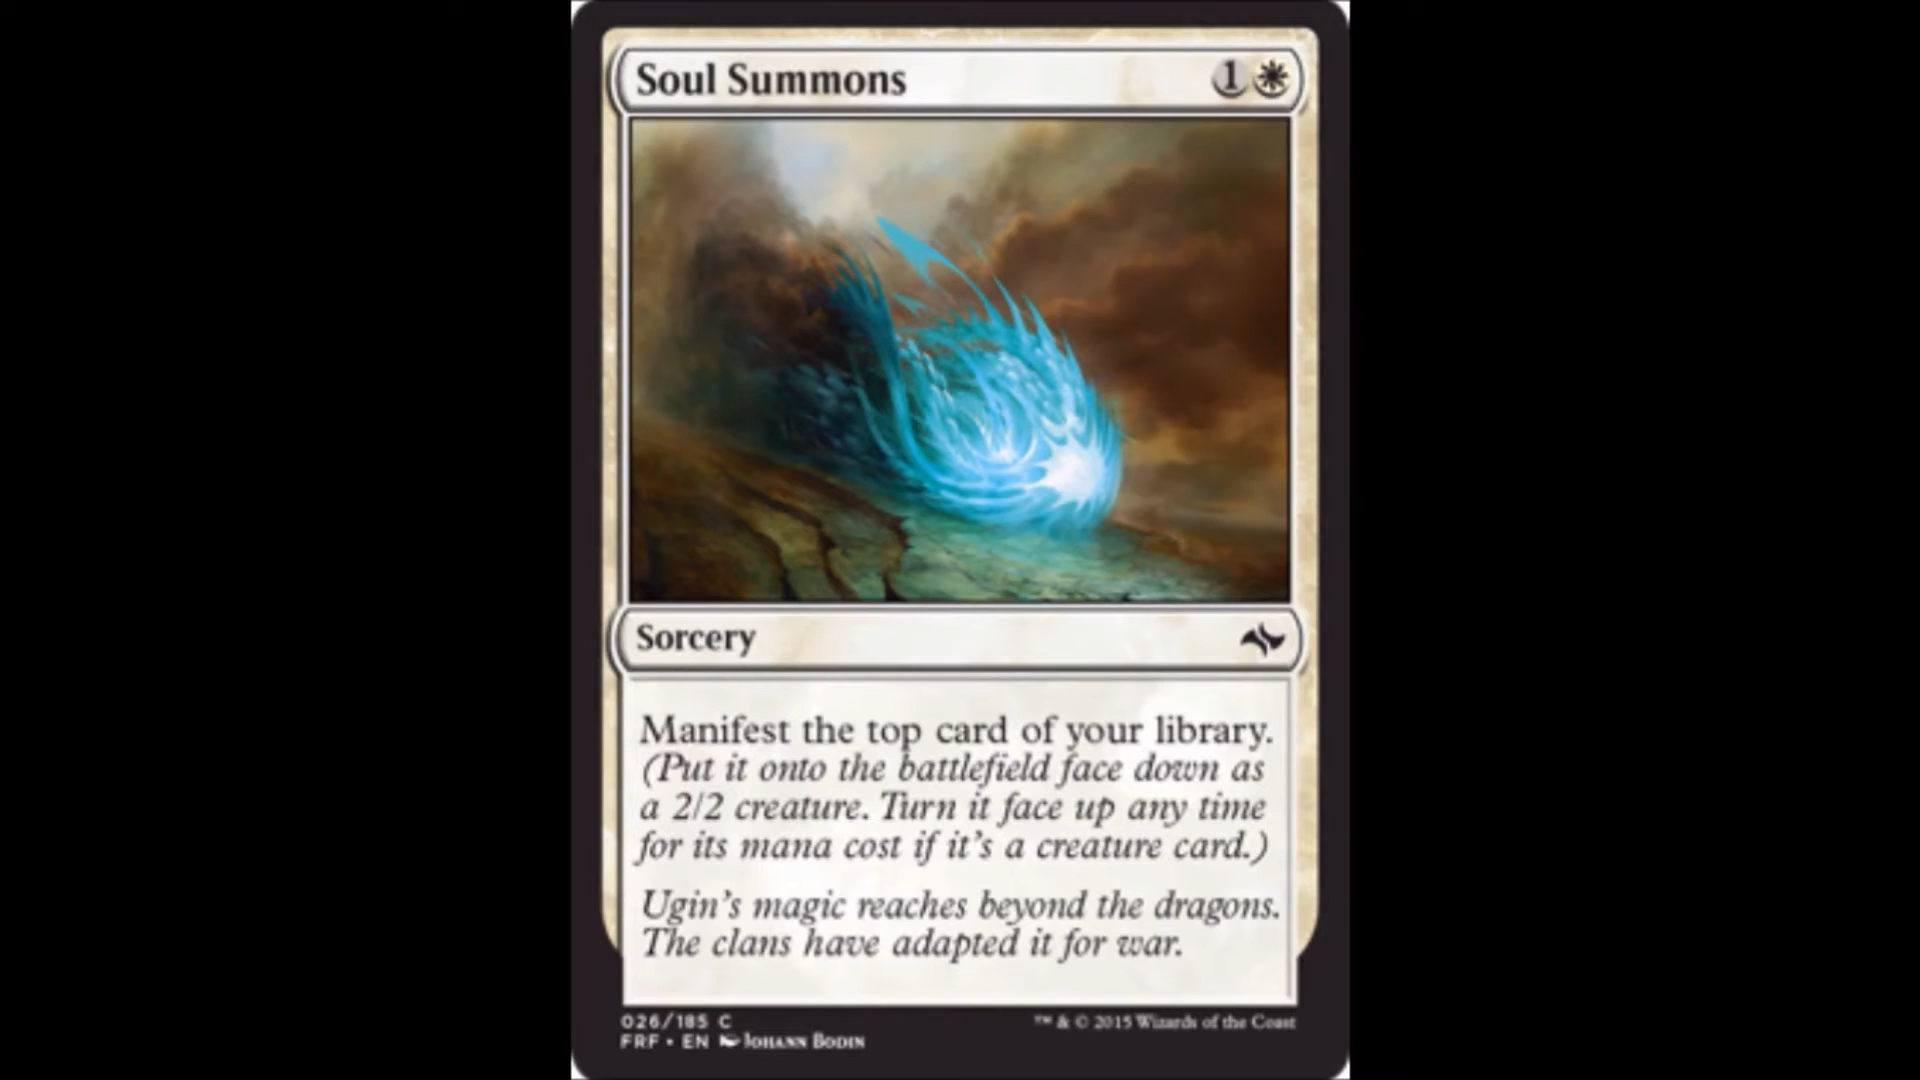 Soul Summons 1
Sorcery
Manifest the top card of your library.
(Put it onto the battlefield face down as
a 2/2 creature. Turn it face up any time
for its mana cost if it's a creature card.)
Ugin's magic reaches beyond the dragons.
The clans have adapted it for war.
026/185 C
™ & © 2015 Wizards of the Coast
FRF • EN Johann Bodin